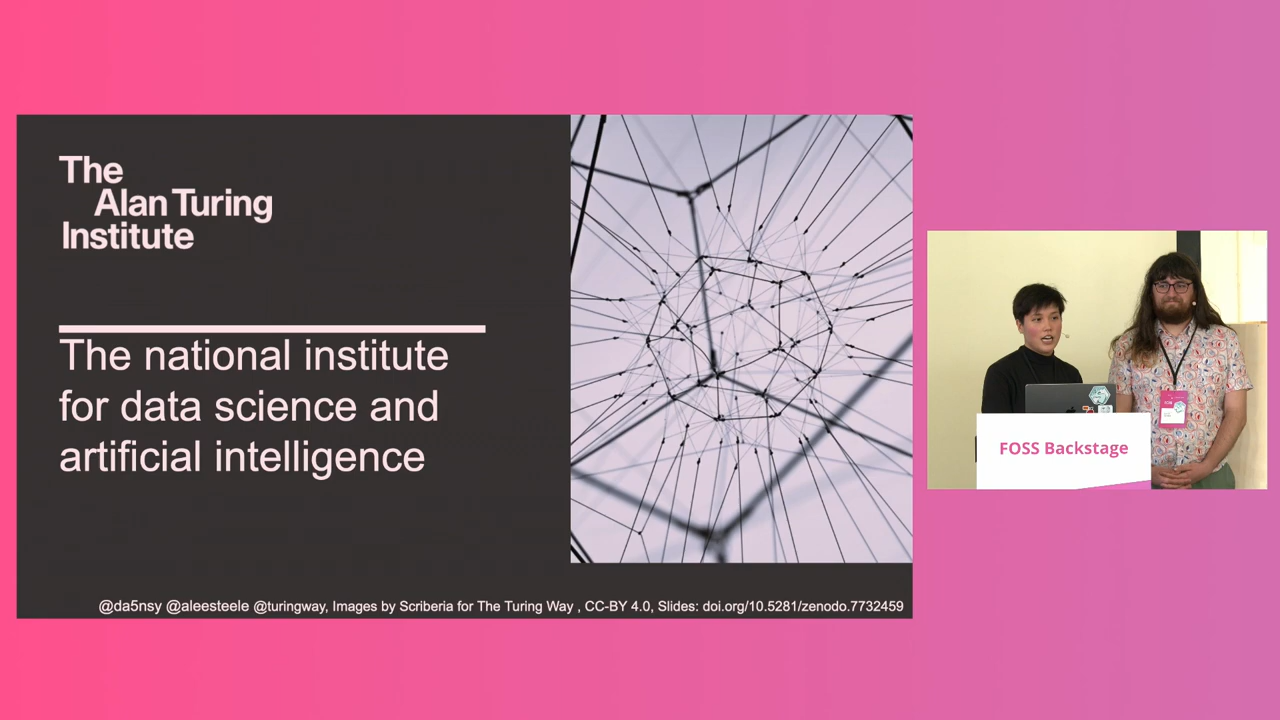 The
Alan Turing
Institute
The national institute
for data science and
artificial intelligence
@da5nsy @aleesteele @turingway, Images by Scriberia for The Turing Way , CC-BY 4.0, Slides: doi.org/10.5281/zenodo.7732459
FOSS Backstage